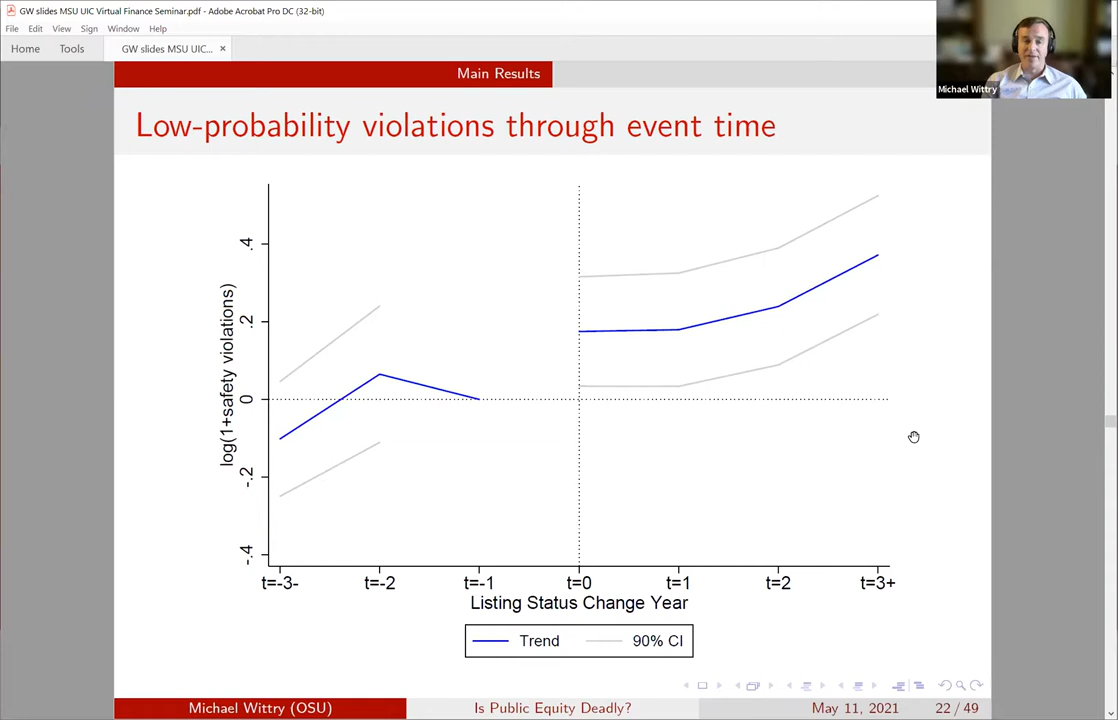 GW slides MSU UIC Virtual Finance Seminar.pdf - Adobe Acrobat Pro DC (32-bit)
File Edit View Sign Window Help
Home Tools GW slides MSU UIC... ×
Michael Wittry
Main Results
Low-probability violations through event time
log(1+safety violations)
.4
.2
0
-.2
-.4
t=-3- t=-2 t=-1 t=0 t=1 t=2 t=3+
Listing Status Change Year
Trend 90% CI
Michael Wittry (OSU) Is Public Equity Deadly? May 11, 2021 22 / 49